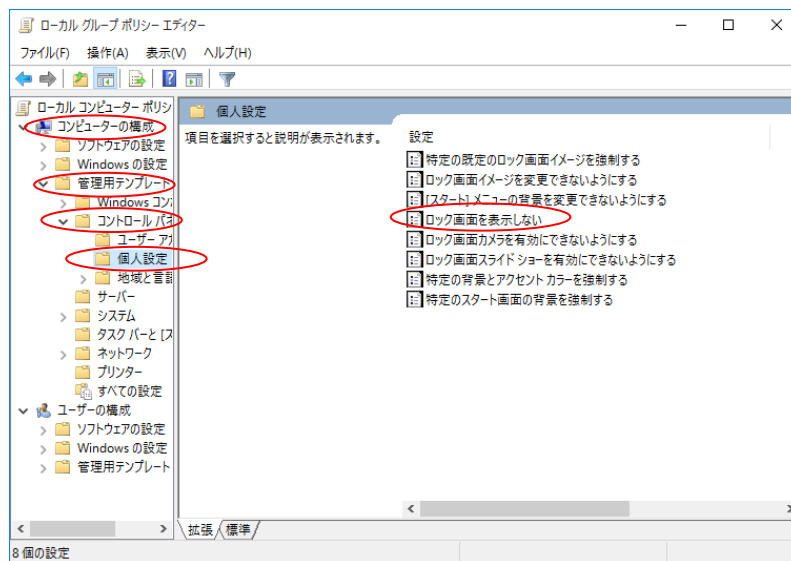 ローカル グループ ポリシー エディター
ファイル(F) 操作(A) 表示(V) ヘルプ(H)
ローカル コンピューター ポリシ
コンピューターの構成
ソフトウェアの設定
Windows の設定
管理用テンプレート
Windows コン
コントロール パネ
ユーザー アカ
個人設定
地域と言語
サーバー
システム
タスク バーと [ス
ネットワーク
プリンター
すべての設定
ユーザーの構成
ソフトウェアの設定
Windows の設定
管理用テンプレート
個人設定
項目を選択すると説明が表示されます。
設定
特定の既定のロック画面イメージを強制する
ロック画面イメージを変更できないようにする
[スタート] メニューの背景を変更できないようにする
ロック画面を表示しない
ロック画面カメラを有効にできないようにする
ロック画面スライド ショーを有効にできないようにする
特定の背景とアクセント カラーを強制する
特定のスタート画面の背景を強制する
拡張 標準
8 個の設定